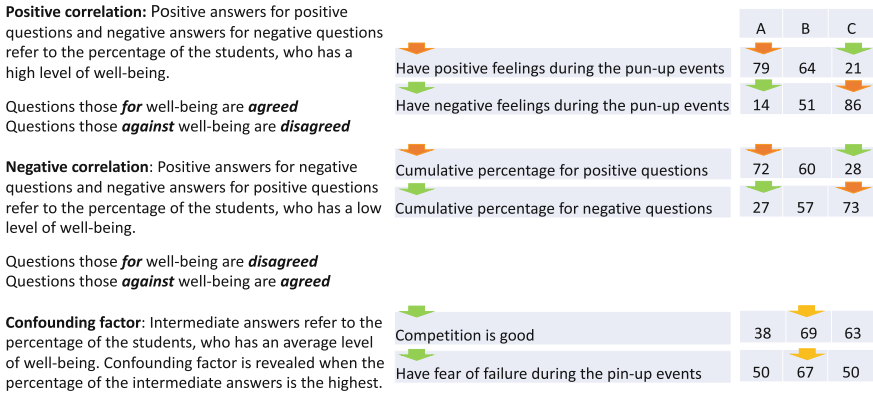 Positive correlation: Positive answers for positive
questions and negative answers for negative questions
refer to the percentage of the students, who has a
high level of well-being.
Questions those for well-being are agreed
Questions those against well-being are disagreed
A B C
Have positive feelings during the pun-up events 79 64 21
Have negative feelings during the pun-up events 14 51 86
Negative correlation: Positive answers for negative
questions and negative answers for positive questions
refer to the percentage of the students, who has a low
level of well-being.
Questions those for well-being are disagreed
Questions those against well-being are agreed
Cumulative percentage for positive questions 72 60 28
Cumulative percentage for negative questions 27 57 73
Confounding factor: Intermediate answers refer to the
percentage of the students, who has an average level
of well-being. Confounding factor is revealed when the
percentage of the intermediate answers is the highest.
Competition is good 38 69 63
Have fear of failure during the pin-up events 50 67 50